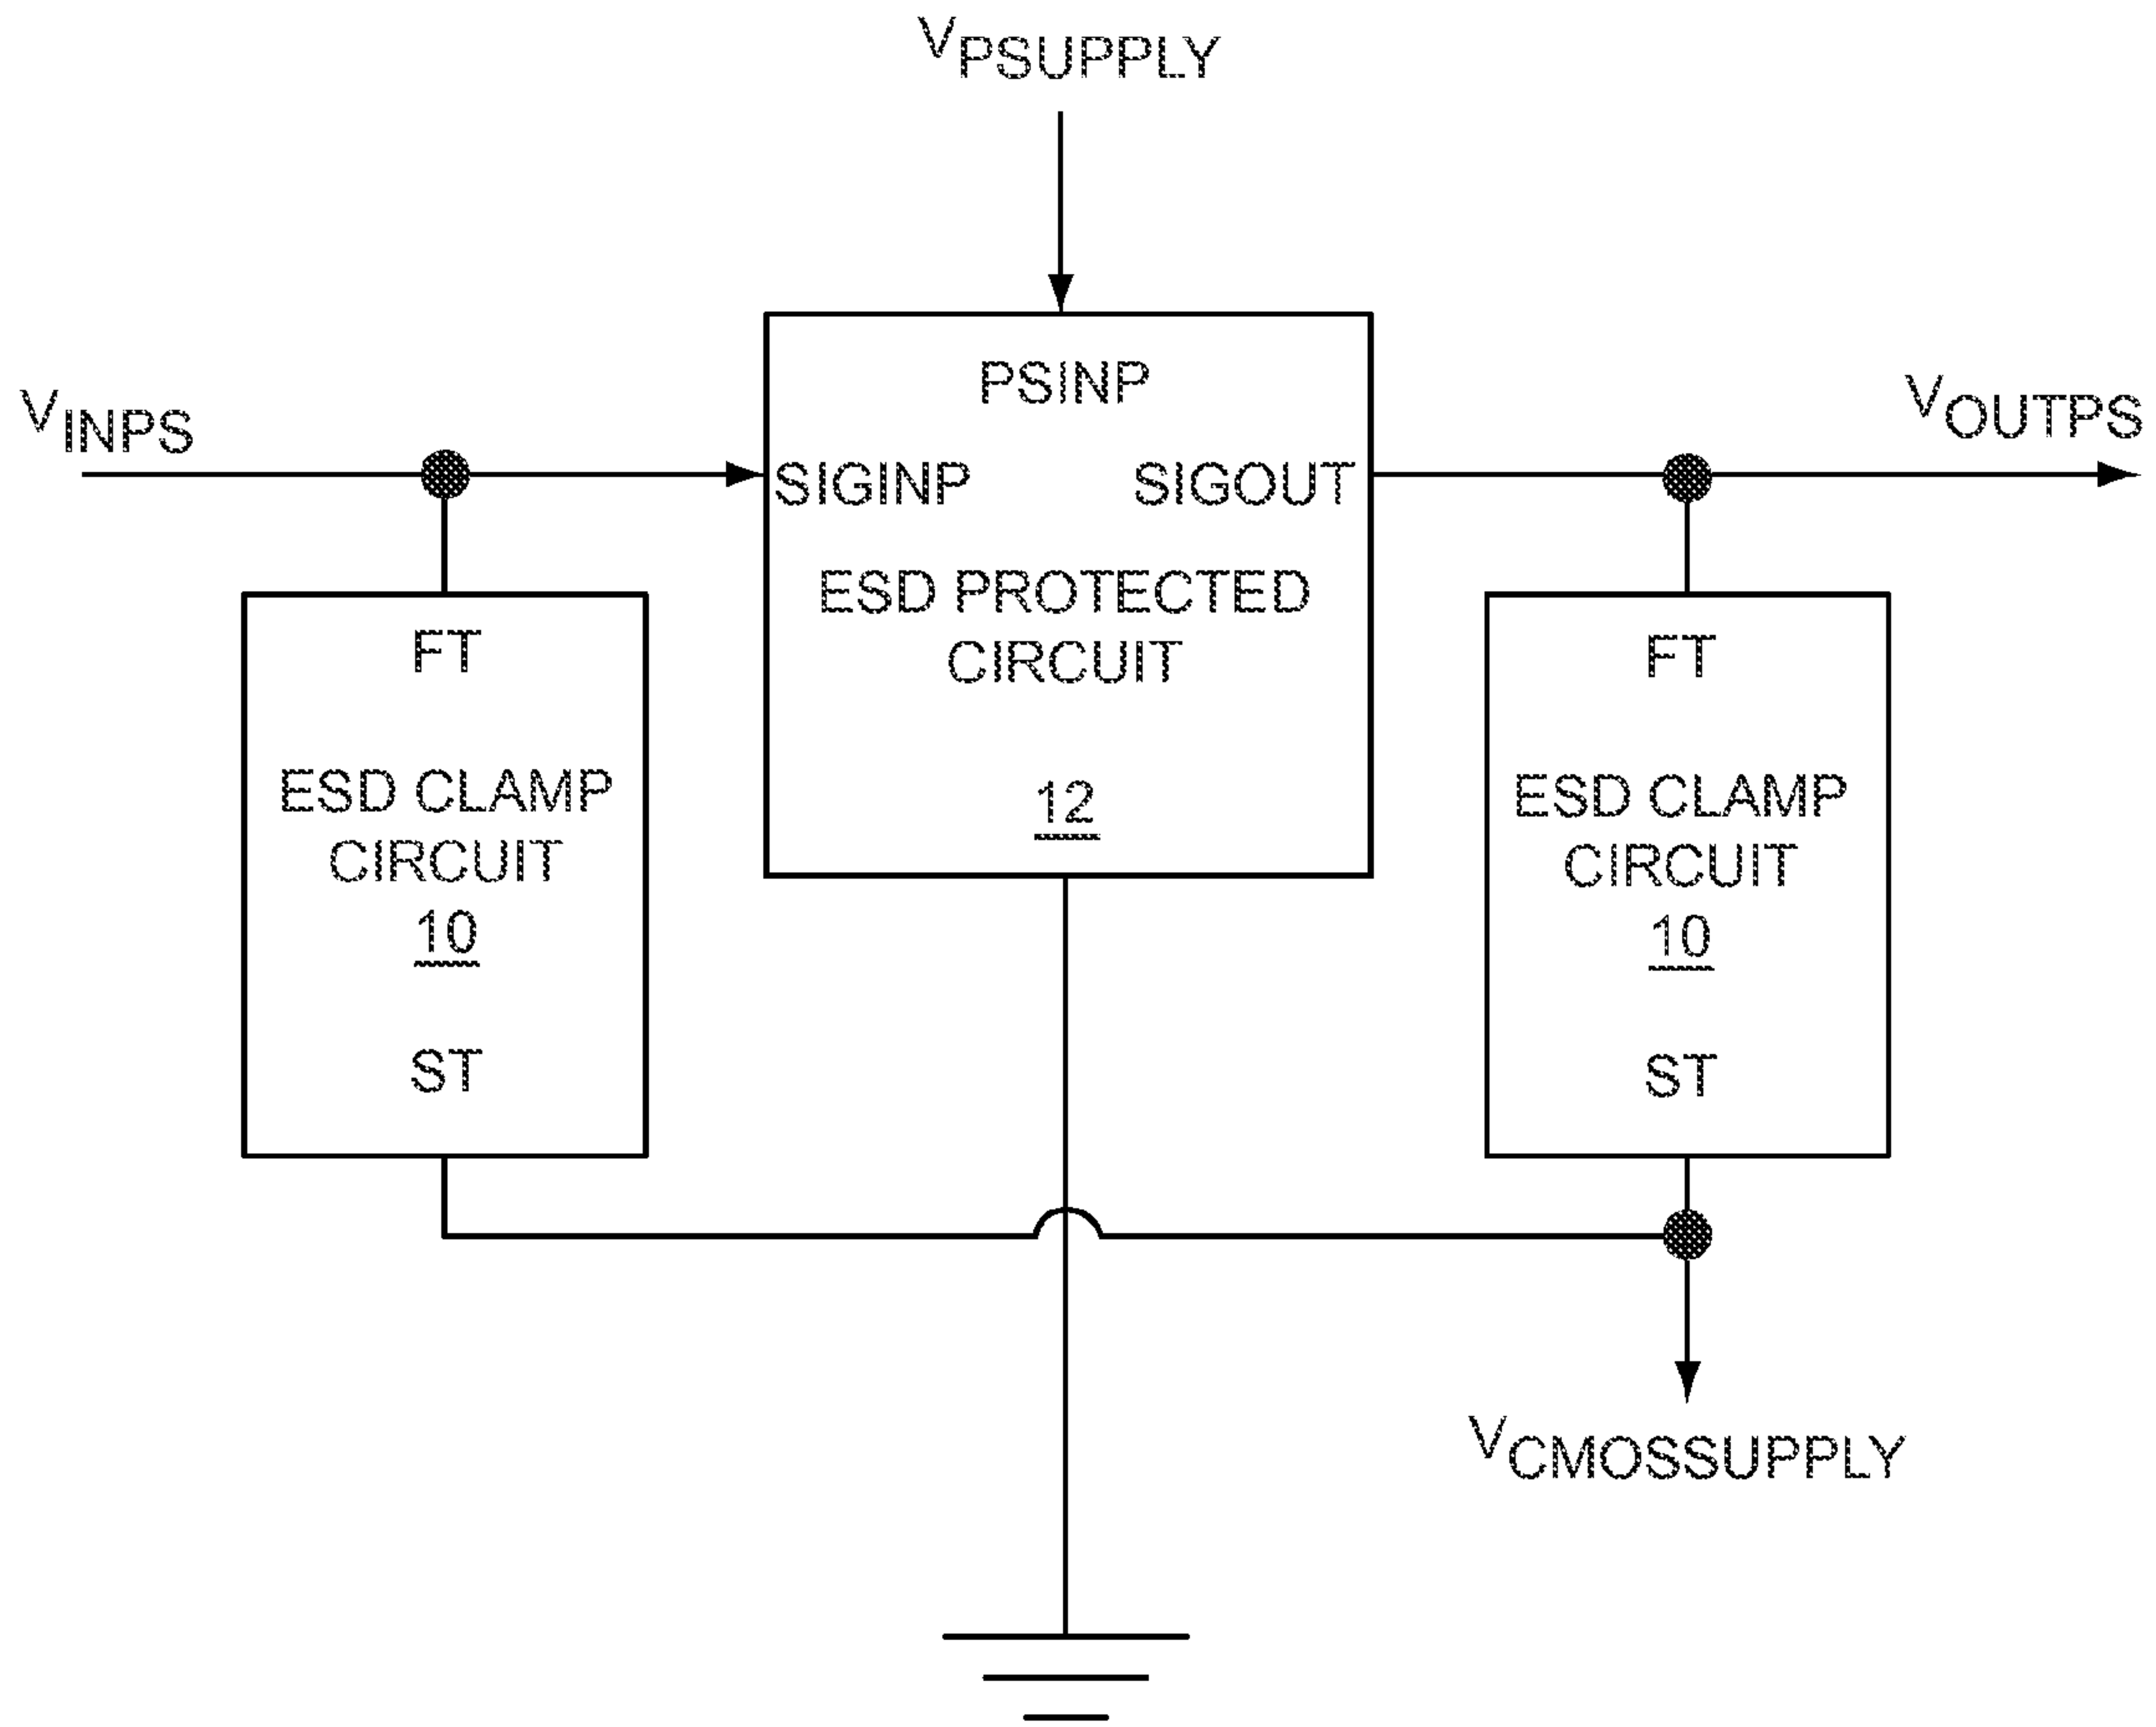 VPSUPPLY
VINPS
PSINP
VOUTPS
SIGINP SIGOUT
ESD PROTECTED
CIRCUIT
12
FT
ESD CLAMP
CIRCUIT
10
ST
FT
ESD CLAMP
CIRCUIT
10
ST
VCMOSSUPPLY